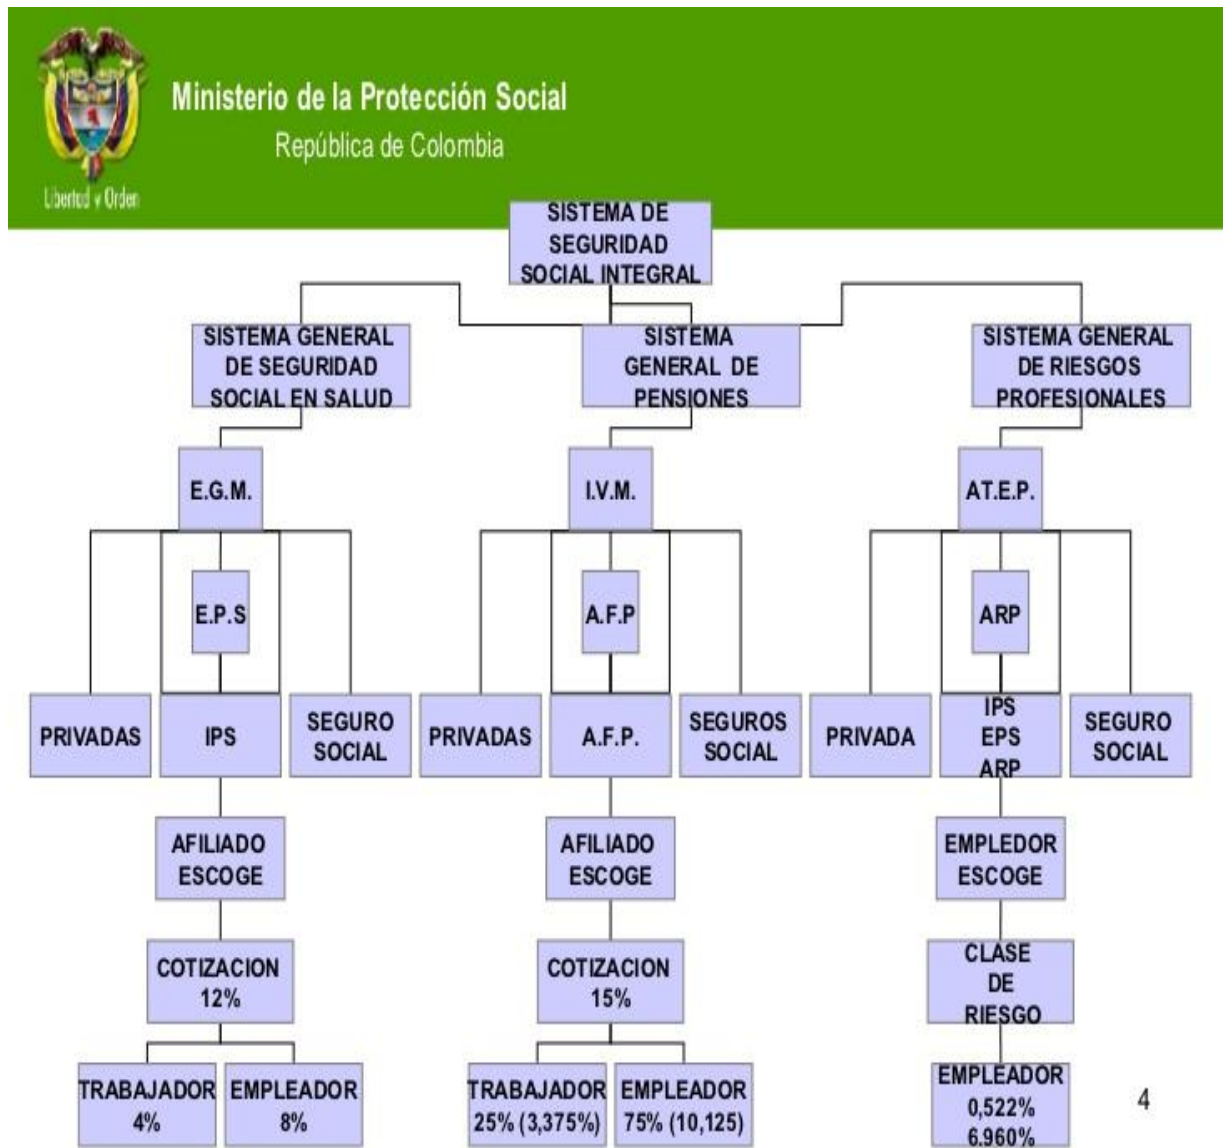 Ministerio de la Protección Social
República de Colombia
Libertad y Orden
SISTEMA DE
SEGURIDAD
SOCIAL INTEGRAL
SISTEMA GENERAL
DE SEGURIDAD
SOCIAL EN SALUD
SISTEMA
GENERAL DE
PENSIONES
SISTEMA GENERAL
DE RIESGOS
PROFESIONALES
E.G.M.
I.V.M.
AT.E.P.
E.P.S
A.F.P
ARP
PRIVADAS
IPS
SEGURO
SOCIAL
PRIVADAS
A.F.P.
SEGUROS
SOCIAL
PRIVADA
IPS
EPS
ARP
SEGURO
SOCIAL
AFILIADO
ESCOGE
AFILIADO
ESCOGE
EMPLEDOR
ESCOGE
COTIZACION
12%
COTIZACION
15%
CLASE
DE
RIESGO
TRABAJADOR
4%
EMPLEADOR
8%
TRABAJADOR
25% (3,375%)
EMPLEADOR
75% (10,125)
EMPLEADOR
0,522%
6.960%
4